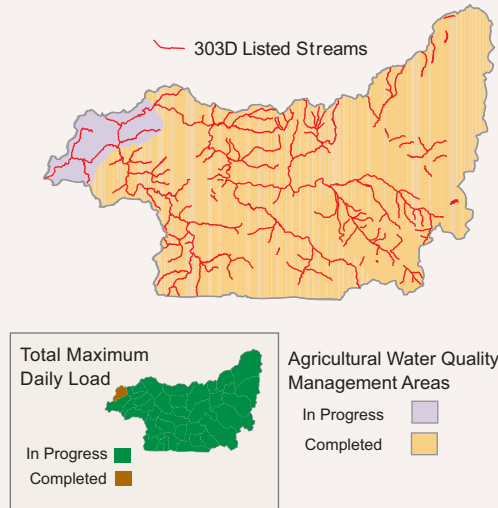 303D Listed Streams
Total Maximum
Daily Load
In Progress
Completed
Agricultural Water Quality
Management Areas
In Progress
Completed